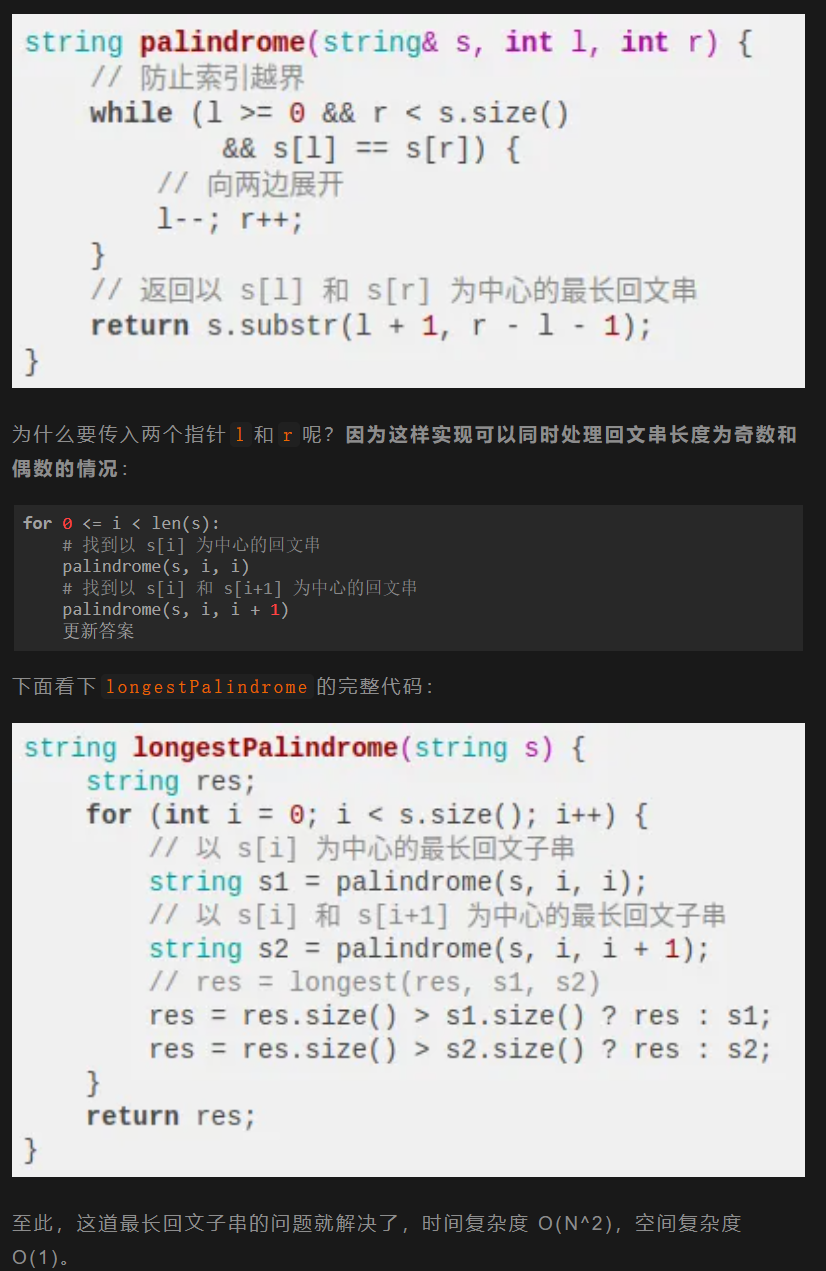 string palindrome(string& s, int l, int r) {
    // 防止索引越界
    while (l >= 0 && r < s.size()
            && s[l] == s[r]) {
        // 向两边展开
        l--; r++;
    }
    // 返回以 s[l] 和 s[r] 为中心的最长回文串
    return s.substr(l + 1, r - l - 1);
}
为什么要传入两个指针 l 和 r 呢？因为这样实现可以同时处理回文串长度为奇数和
偶数的情况：
for 0 <= i < len(s):
    # 找到以 s[i] 为中心的回文串
    palindrome(s, i, i)
    # 找到以 s[i] 和 s[i+1] 为中心的回文串
    palindrome(s, i, i + 1)
    更新答案
下面看下 longestPalindrome 的完整代码：
string longestPalindrome(string s) {
    string res;
    for (int i = 0; i < s.size(); i++) {
        // 以 s[i] 为中心的最长回文子串
        string s1 = palindrome(s, i, i);
        // 以 s[i] 和 s[i+1] 为中心的最长回文子串
        string s2 = palindrome(s, i, i + 1);
        // res = longest(res, s1, s2)
        res = res.size() > s1.size() ? res : s1;
        res = res.size() > s2.size() ? res : s2;
    }
    return res;
}
至此，这道最长回文子串的问题就解决了，时间复杂度 O(N^2)，空间复杂度
O(1)。